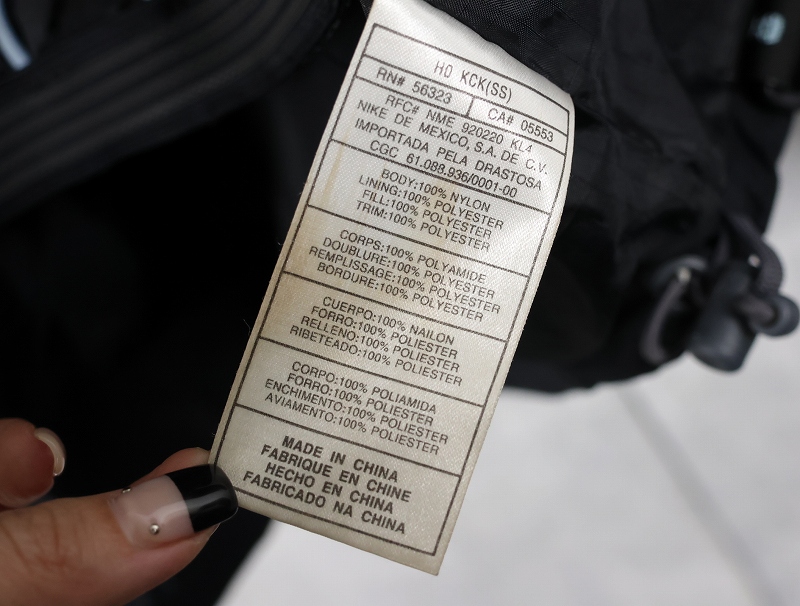 HO KCK(SS)
RN# 56323 CA# 05553
RFC# NME 920220 KL4
NIKE DE MEXICO, S.A. DE C.V.
IMPORTADA PELA DRASTOSA
CGC 61.088.936/0001-00
BODY:100% NYLON
LINING:100% POLYESTER
FILL:100% POLYESTER
TRIM:100% POLYESTER
CORPS:100% POLYAMIDE
DOUBLURE:100% POLYESTER
REMPLISSAGE:100% POLYESTER
BORDURE:100% POLYESTER
CUERPO:100% NAILON
FORRO:100% POLIESTER
RELLENO:100% POLIESTER
RIBETEADO:100% POLIESTER
CORPO:100% POLIAMIDA
FORRO:100% POLIESTER
ENCHIMENTO:100% POLIESTER
AVIAMENTO:100% POLIESTER
MADE IN CHINA
FABRIQUE EN CHINE
HECHO EN CHINA
FABRICADO NA CHINA